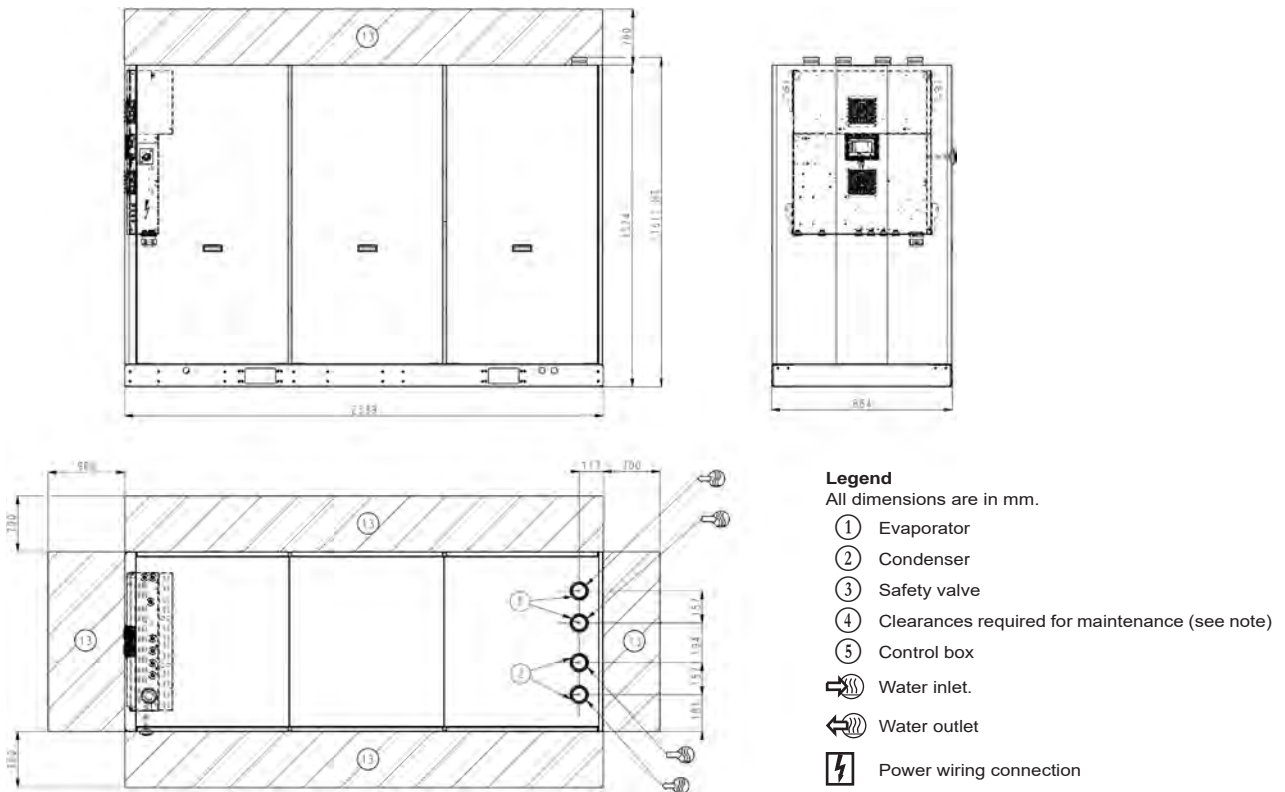 13
700
1574
2399
884
700
13
13
13
13
117 700
1
2
157
194
157
181
Legend
All dimensions are in mm.
1 Evaporator
2 Condenser
3 Safety valve
4 Clearances required for maintenance (see note)
5 Control box
Water inlet.
Water outlet
Power wiring connection